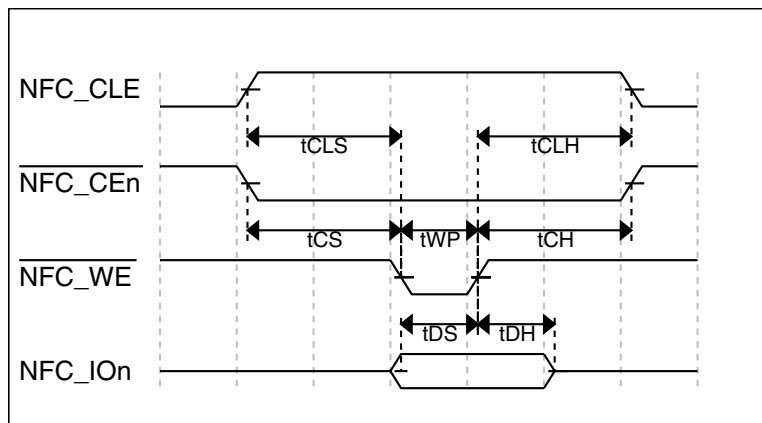 NFC_CLE
tCLS tCLH
NFC_CEn
tCS tWP tCH
NFC_WE
tDS tDH
NFC_IOn